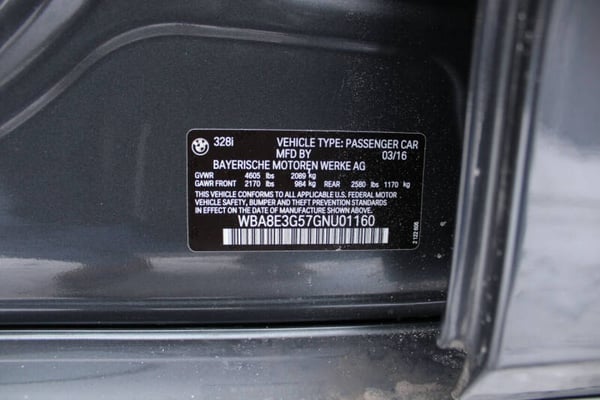 328i VEHICLE TYPE: PASSENGER CAR
MFD BY 03/16
BAYERISCHE MOTOREN WERKE AG
GVWR 4605 lbs 2089 kg
GAWR FRONT 2170 lbs 984 kg REAR 2580 lbs 1170 kg
THIS VEHICLE CONFORMS TO ALL APPLICABLE U.S. FEDERAL MOTOR
VEHICLE SAFETY, BUMPER AND THEFT PREVENTION STANDARDS
IN EFFECT ON THE DATE OF MANUFACTURE SHOWN ABOVE.
WBA8E3G57GNU01160